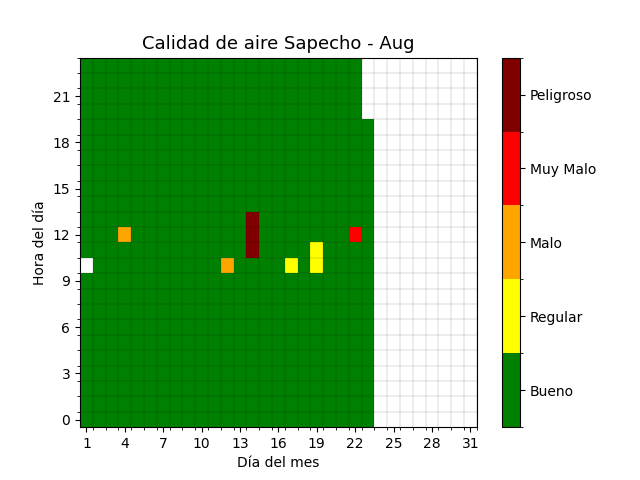 Calidad de aire Sapecho - Aug
21
18
15
12
9
6
3
0
Hora del día
1 4 7 10 13 16 19 22 25 28 31
Día del mes
Peligroso
Muy Malo
Malo
Regular
Bueno